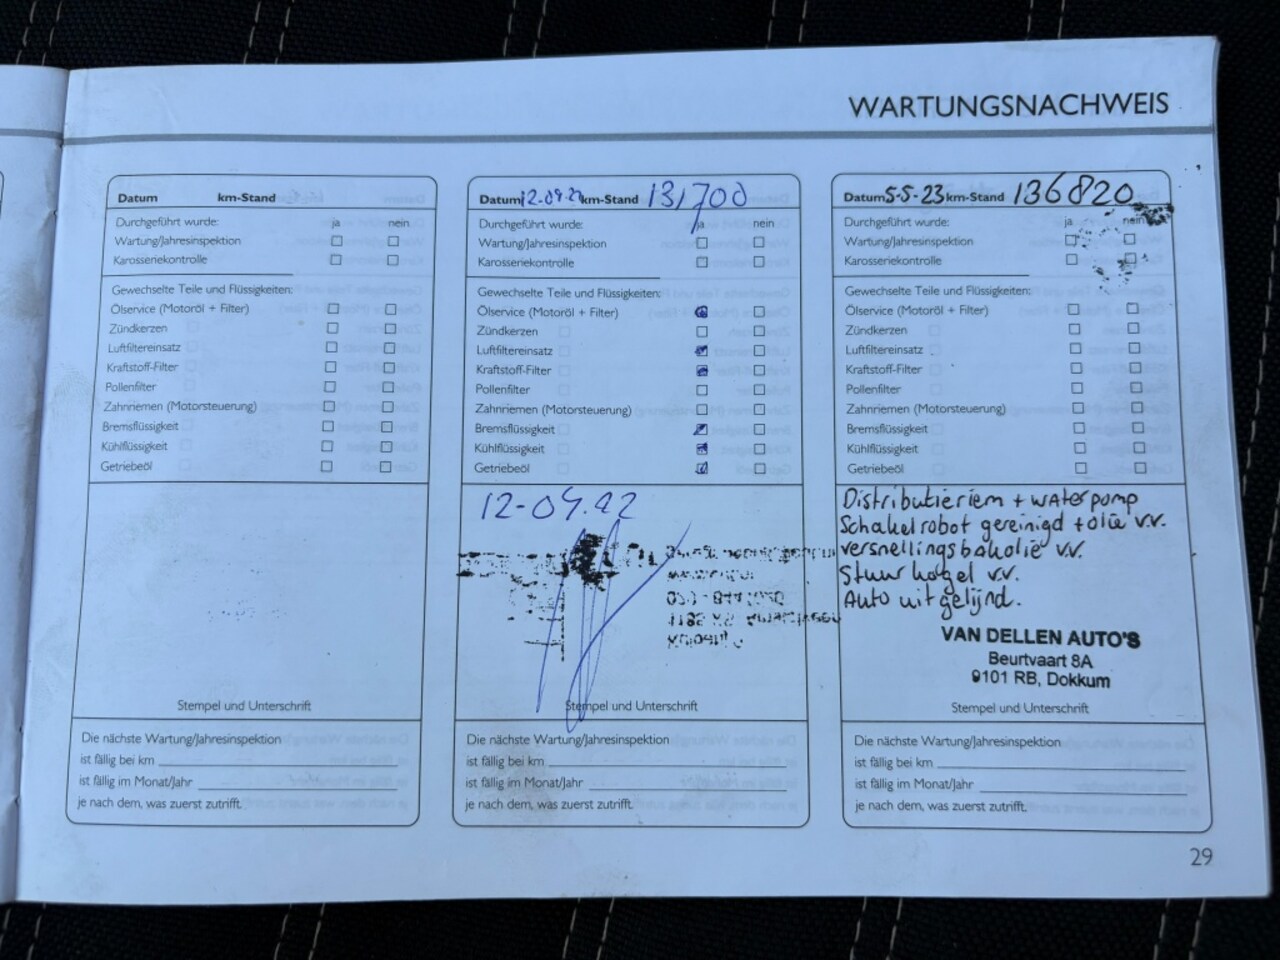 WARTUNGSNACHWEIS
Datum km-Stand
Durchgeführt wurde: ja nein
Wartung/Jahresinspektion
Karosseriekontrolle
Gewechselte Teile und Flüssigkeiten:
Ölservice (Motoröl + Filter)
Zündkerzen
Luftfiltereinsatz
Kraftstoff-Filter
Pollenfilter
Zahnriemen (Motorsteuerung)
Bremsflüssigkeit
Kühlflüssigkeit
Getriebeöl
Stempel und Unterschrift
Die nächste Wartung/Jahresinspektion
ist fällig bei km
ist fällig im Monat/Jahr
je nach dem, was zuerst zutrifft.
Datum 12-09-22 km-Stand 131700
Durchgeführt wurde: ja nein
Wartung/Jahresinspektion
Karosseriekontrolle
Gewechselte Teile und Flüssigkeiten:
Ölservice (Motoröl + Filter)
Zündkerzen
Luftfiltereinsatz
Kraftstoff-Filter
Pollenfilter
Zahnriemen (Motorsteuerung)
Bremsflüssigkeit
Kühlflüssigkeit
Getriebeöl
Stempel und Unterschrift
Die nächste Wartung/Jahresinspektion
ist fällig bei km
ist fällig im Monat/Jahr
je nach dem, was zuerst zutrifft.
Datum 5-5-23 km-Stand 136820
Durchgeführt wurde: ja nein
Wartung/Jahresinspektion
Karosseriekontrolle
Gewechselte Teile und Flüssigkeiten:
Ölservice (Motoröl + Filter)
Zündkerzen
Luftfiltereinsatz
Kraftstoff-Filter
Pollenfilter
Zahnriemen (Motorsteuerung)
Bremsflüssigkeit
Kühlflüssigkeit
Getriebeöl
Distributieriem + waterpomp
Schakelrobot gereinigd + olie v.v.
versnellingsbakolie v.v.
Stuurkogel v.v.
Auto uitgelijnd.
VAN DELLEN AUTO'S
Beurtvaart 8A
9101 RB, Dokkum
Stempel und Unterschrift
Die nächste Wartung/Jahresinspektion
ist fällig bei km
ist fällig im Monat/Jahr
je nach dem, was zuerst zutrifft.
29